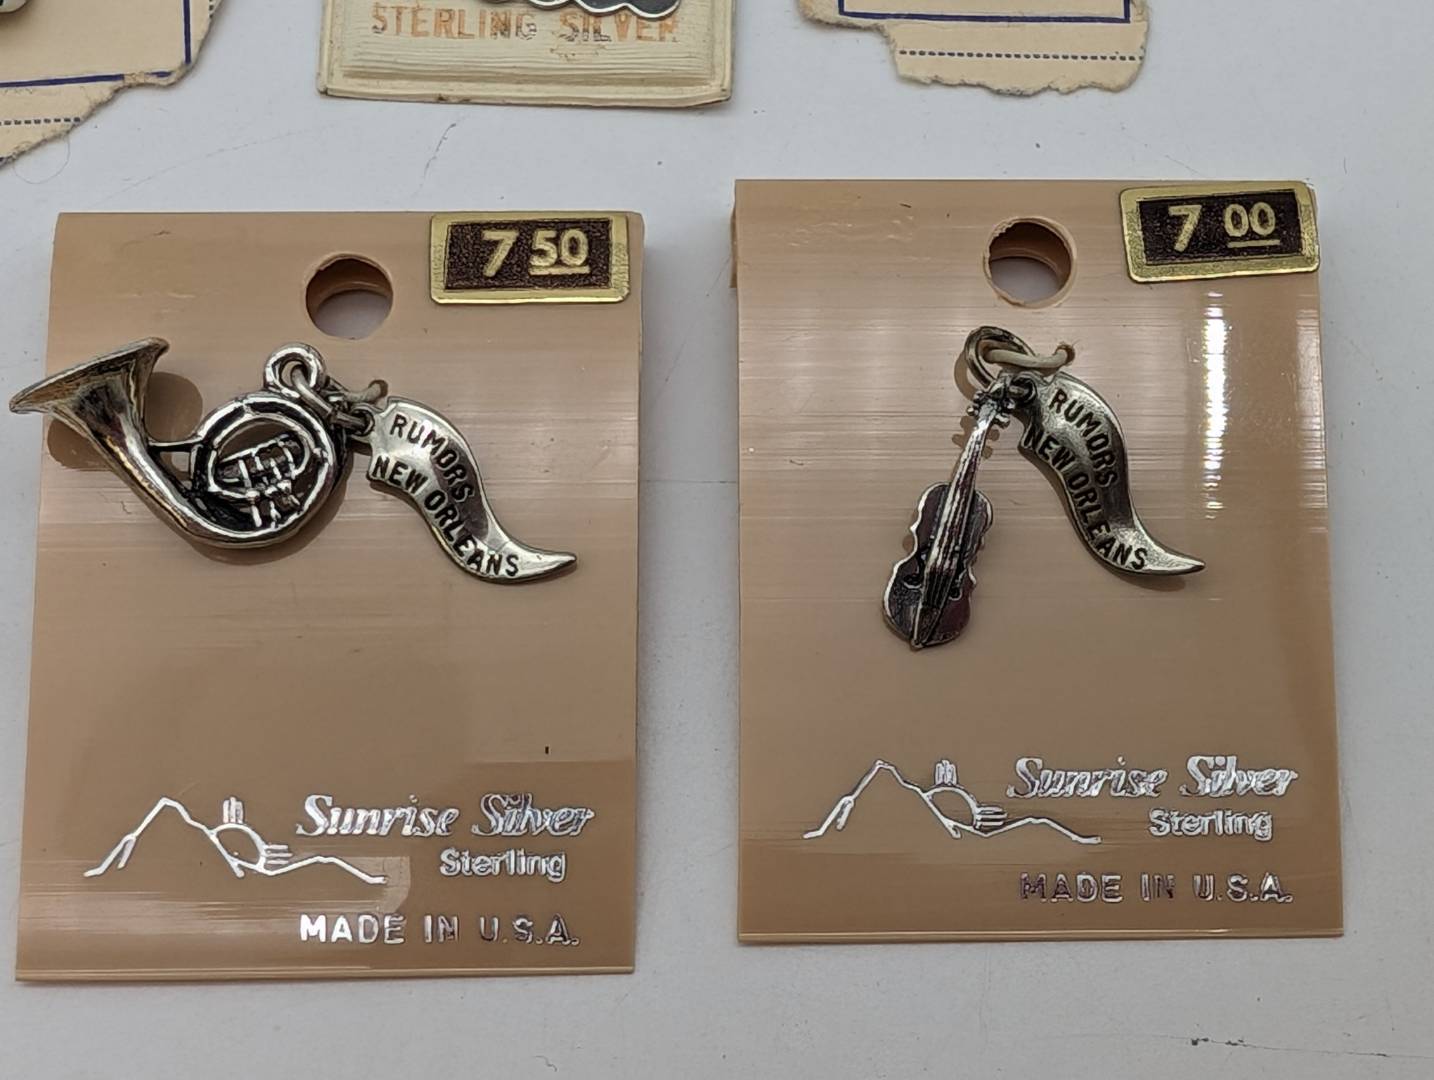 STERLING SILVER
7 50
RUMORS
NEW ORLEANS
Sunrise Silver
Sterling
MADE IN U.S.A.
7 00
RUMORS
NEW ORLEANS
Sunrise Silver
Sterling
MADE IN U.S.A.